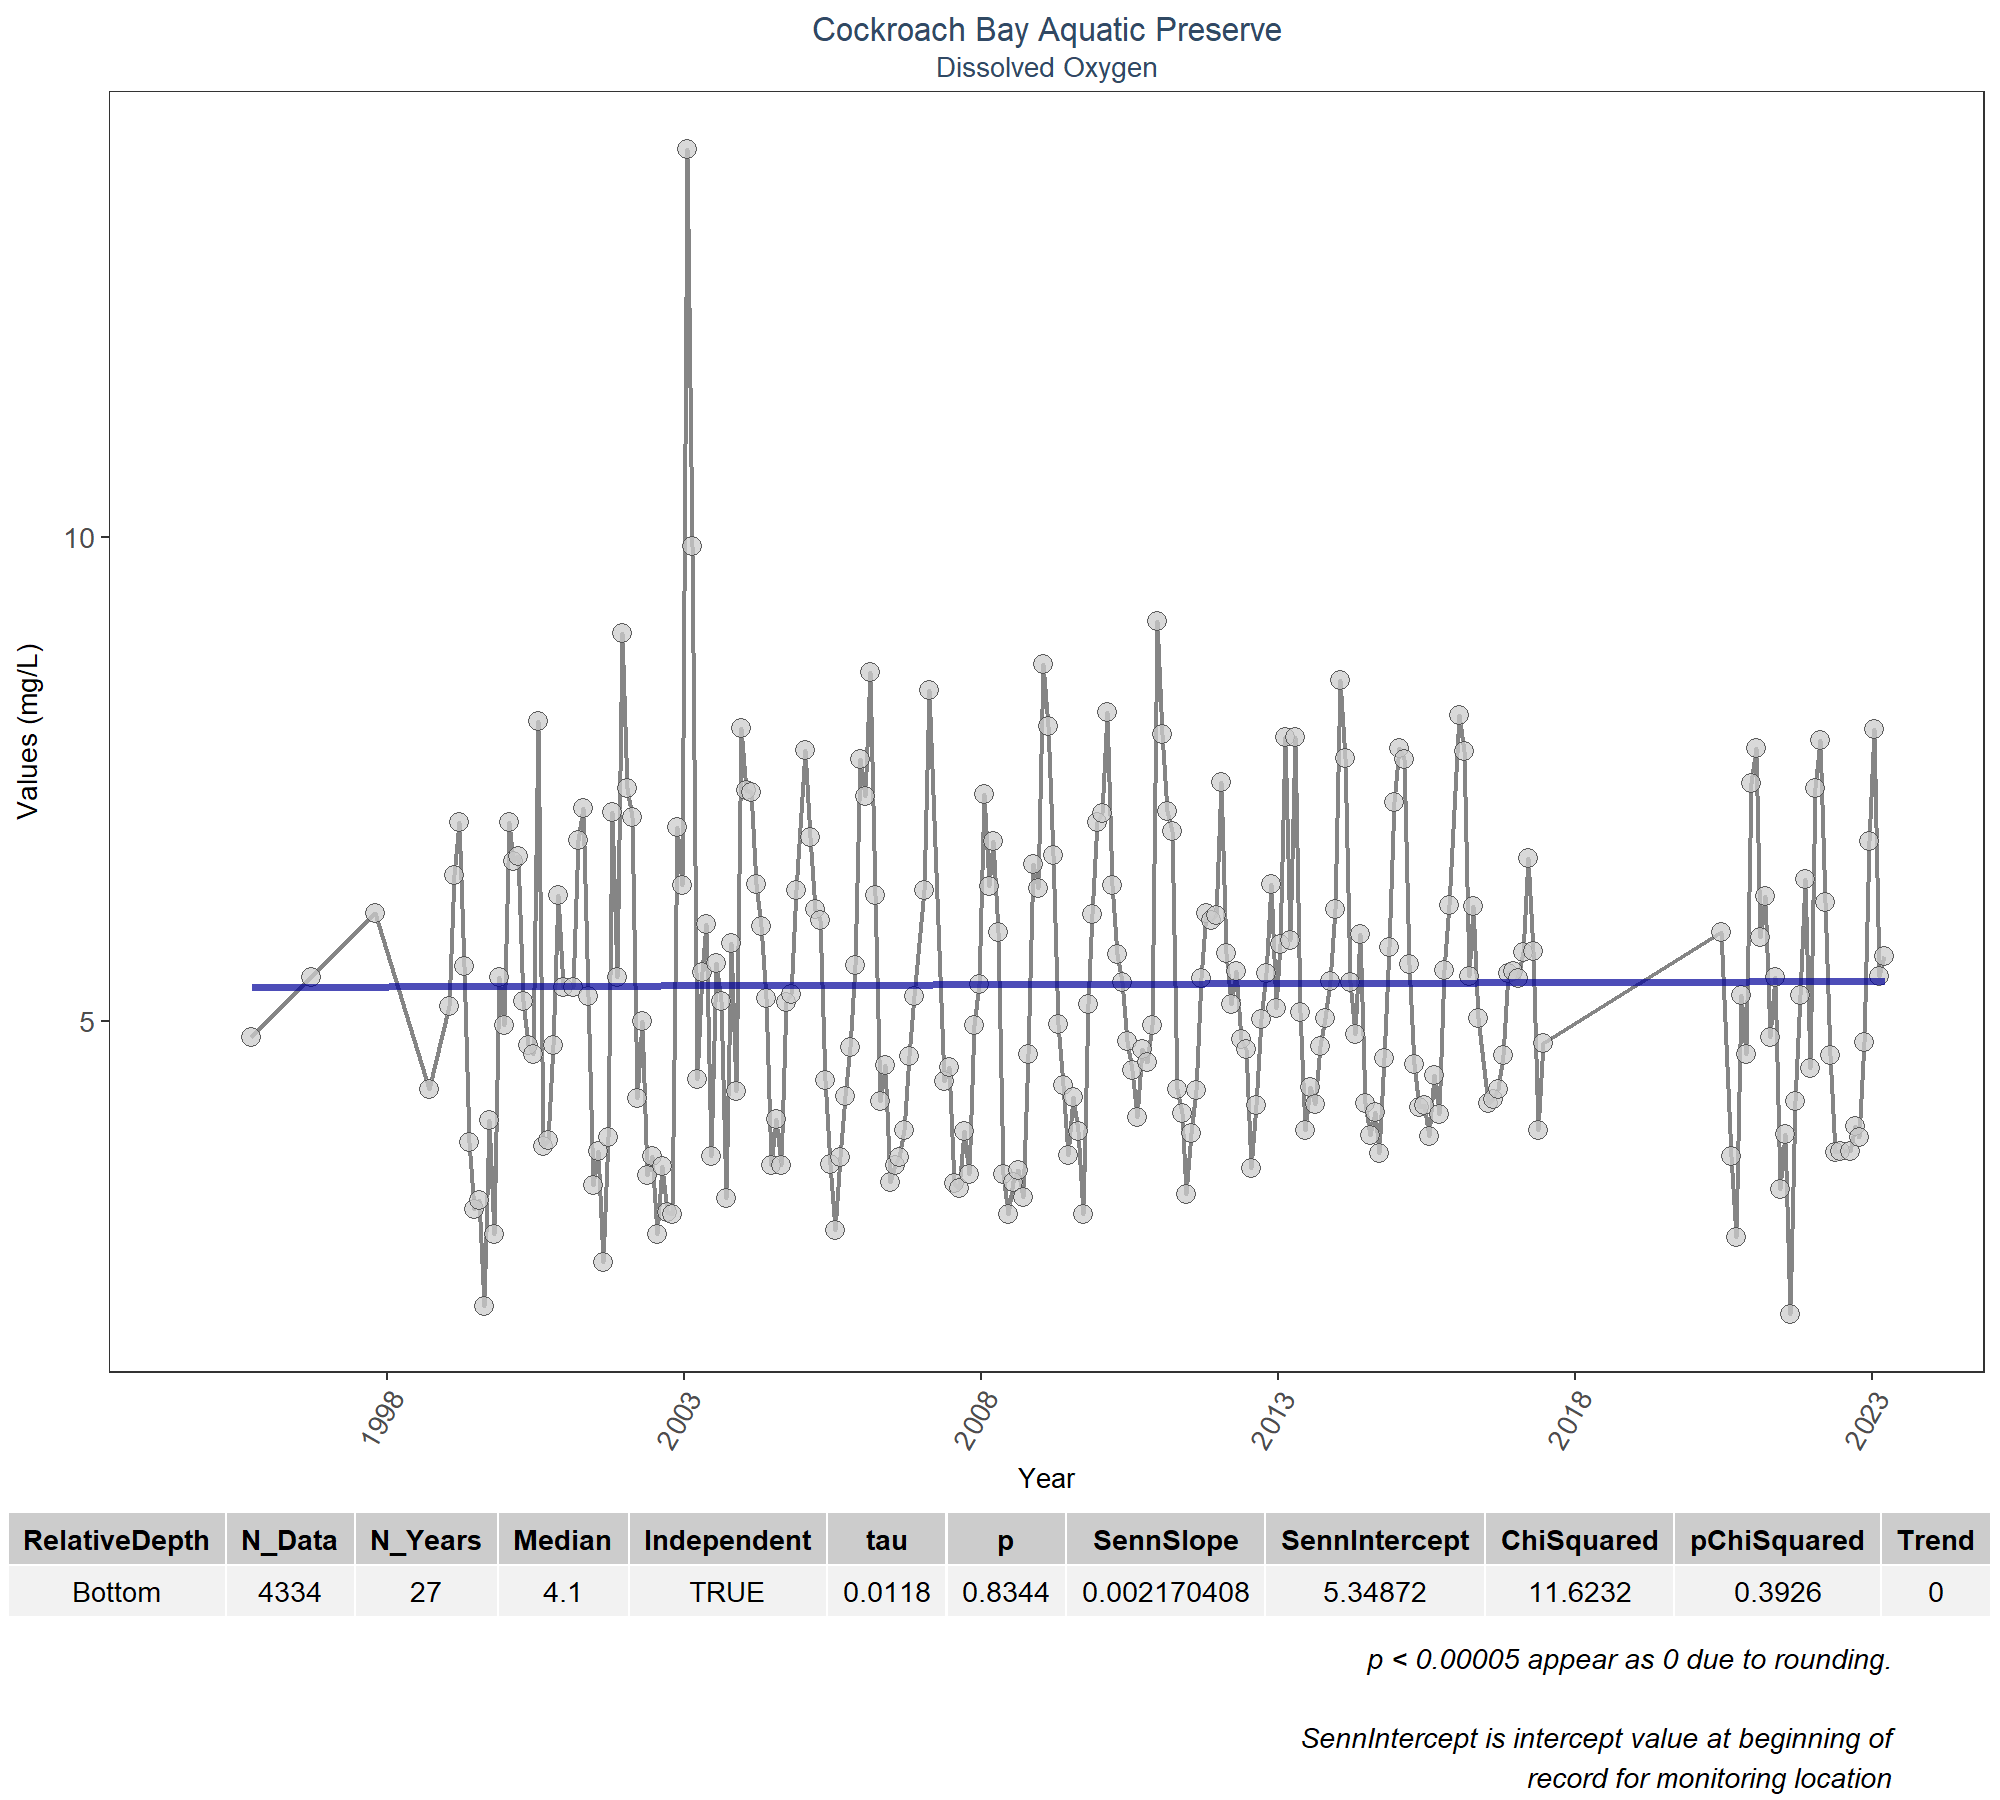 Cockroach Bay Aquatic Preserve
Dissolved Oxygen
Values (mg/L)
10
5
1998
2003
2008
2013
2018
2023
Year
RelativeDepth N_Data N_Years Median Independent tau p SennSlope SennIntercept ChiSquared pChiSquared Trend
Bottom 4334 27 4.1 TRUE 0.0118 0.8344 0.002170408 5.34872 11.6232 0.3926 0
p < 0.00005 appear as 0 due to rounding.
SennIntercept is intercept value at beginning of
record for monitoring location